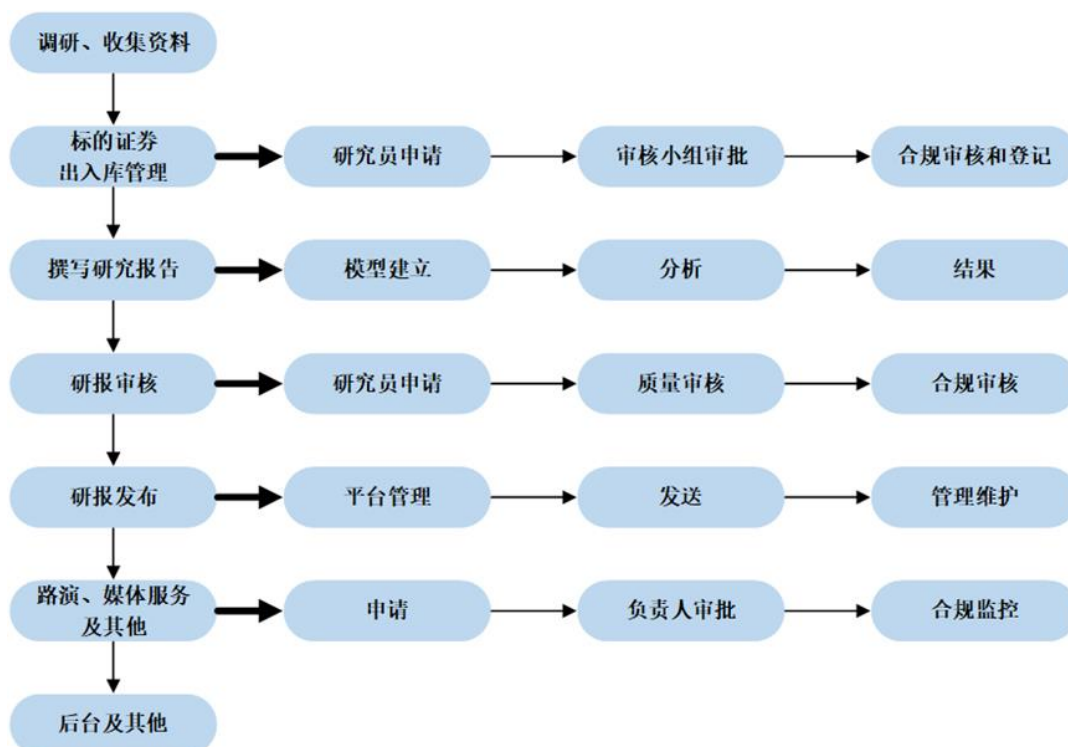 调研、收集资料
标的证券
出入库管理
研究员申请
审核小组审批
合规审核和登记
撰写研究报告
模型建立
分析
结果
研报审核
研究员申请
质量审核
合规审核
研报发布
平台管理
发送
管理维护
路演、媒体服务
及其他
申请
负责人审批
合规监控
后台及其他